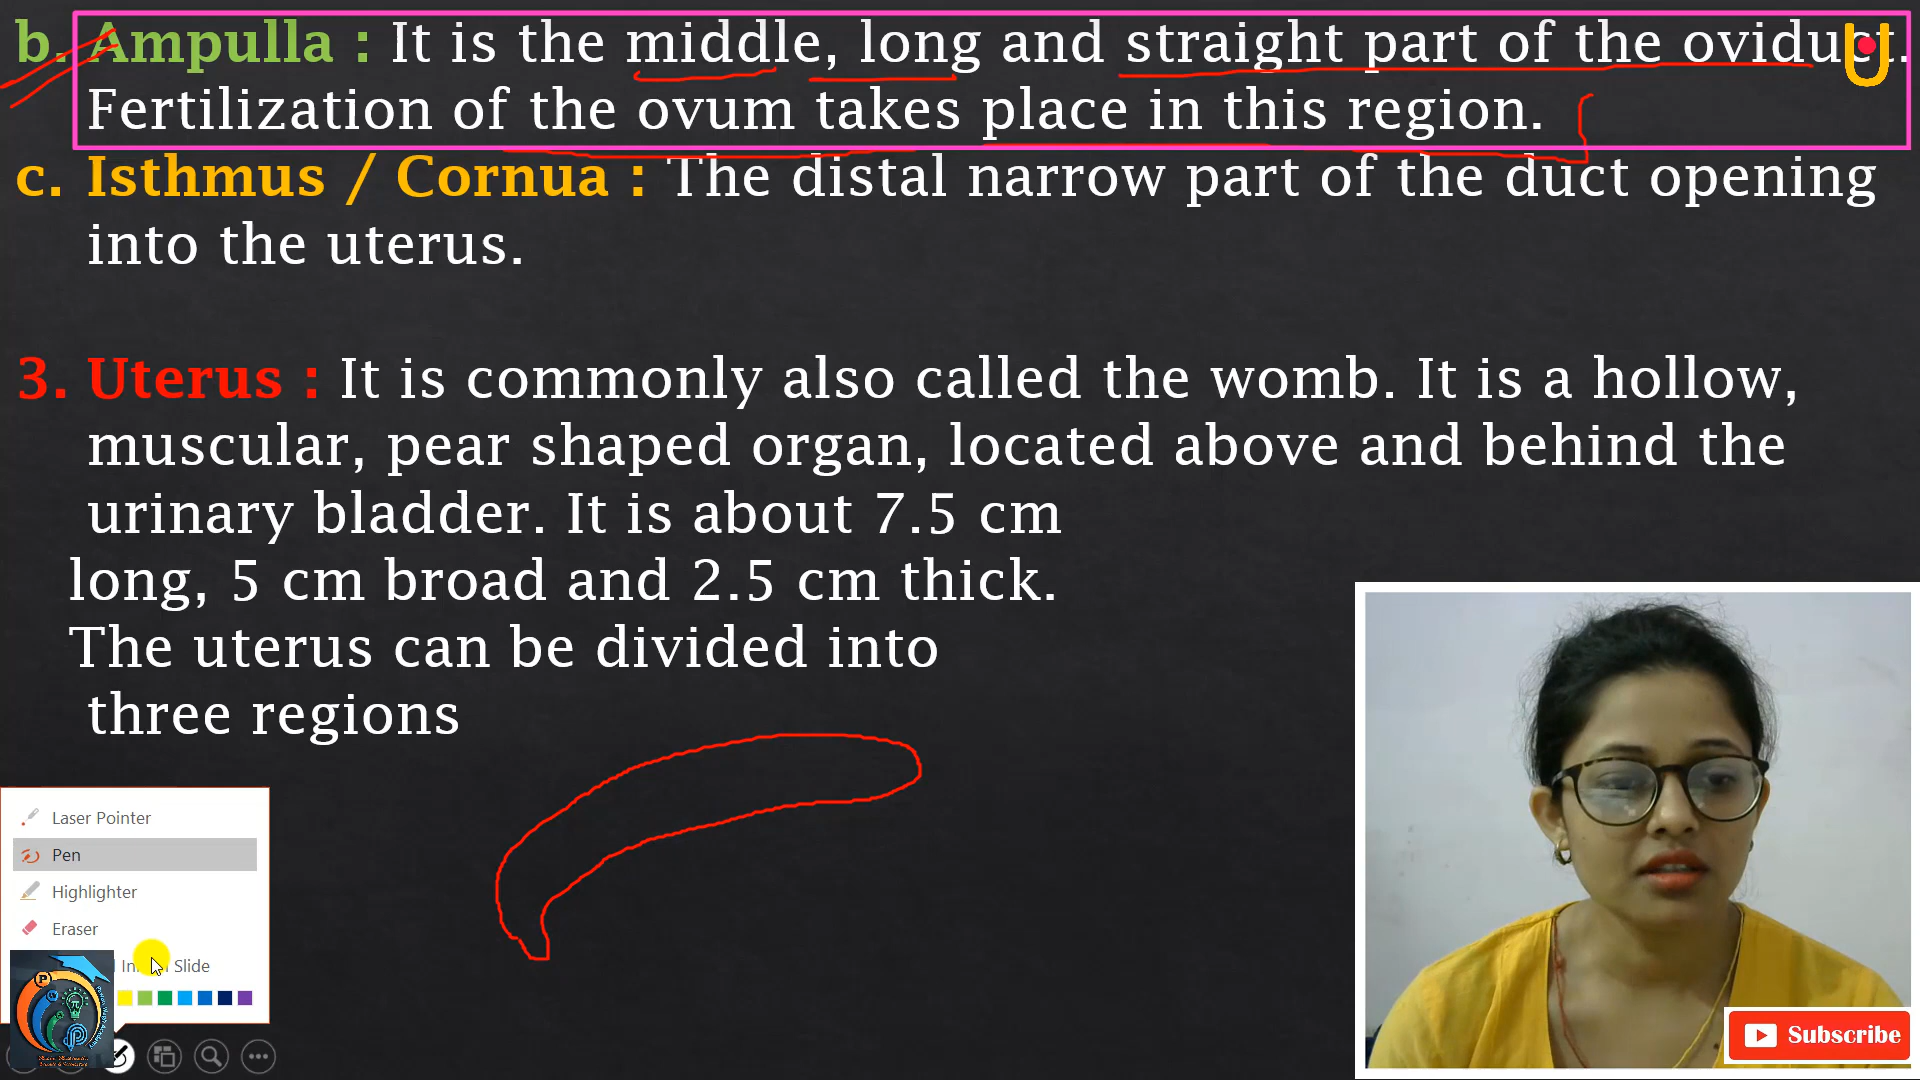 b. Ampulla : It is the middle, long and straight part of the oviduct.
Fertilization of the ovum takes place in this region.
c. Isthmus / Cornua : The distal narrow part of the duct opening
into the uterus.
3. Uterus : It is commonly also called the womb. It is a hollow,
muscular, pear shaped organ, located above and behind the
urinary bladder. It is about 7.5 cm
long, 5 cm broad and 2.5 cm thick.
The uterus can be divided into
three regions
Laser Pointer
Pen
Highlighter
Eraser
Slide
Subscribe